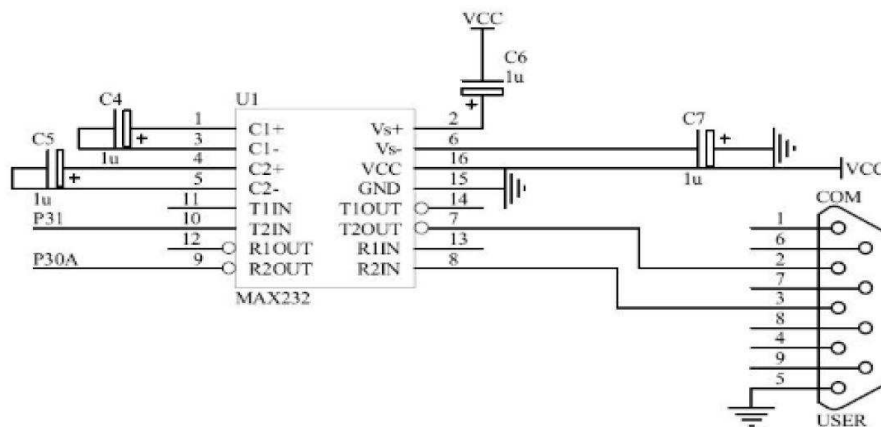 VCC
C6
1u
+
U1
C4
1u
+
C5
1u
+
1 C1+ Vs+ 2
3 C1- Vs- 6
4 C2+ VCC 16
5 C2- GND 15
11 T1IN T1OUT 14
10 T2IN T2OUT 7
12 R1OUT R1IN 13
9 R2OUT R2IN 8
MAX232
P31
P30A
C7
+
1u
VCC
COM
1
6
2
7
3
8
4
9
5
USER